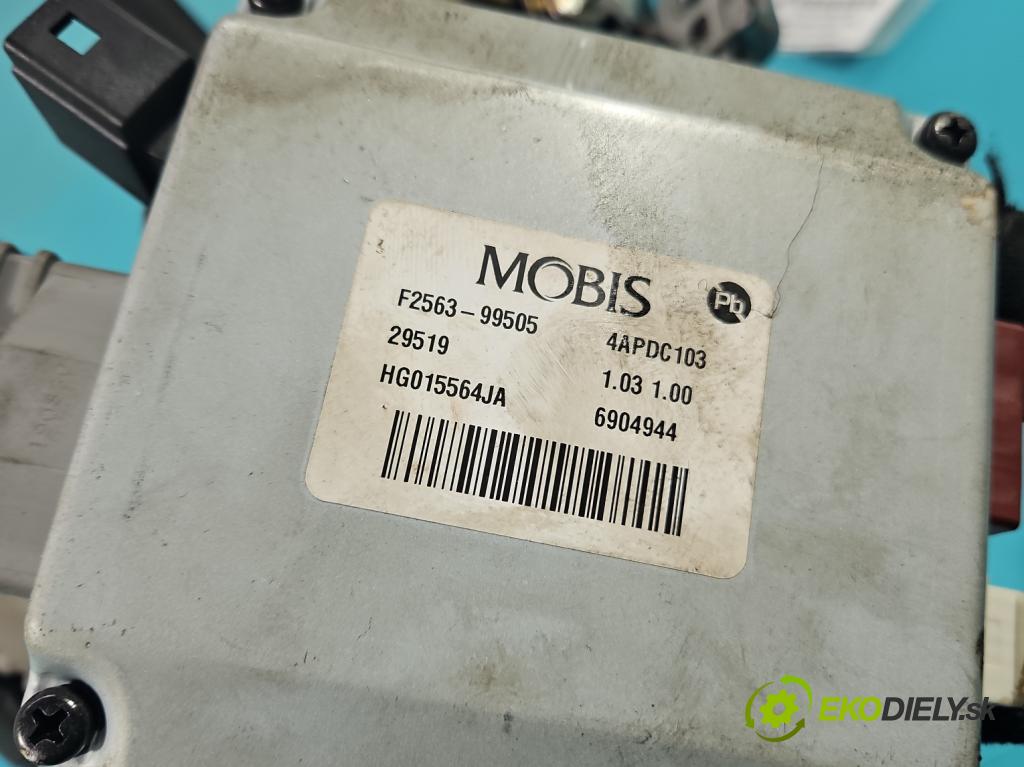 MOBIS
Pb
F2563-99505
4APDC103
29519
1.03 1.00
HG015564JA
6904944
EKODIELY.sk